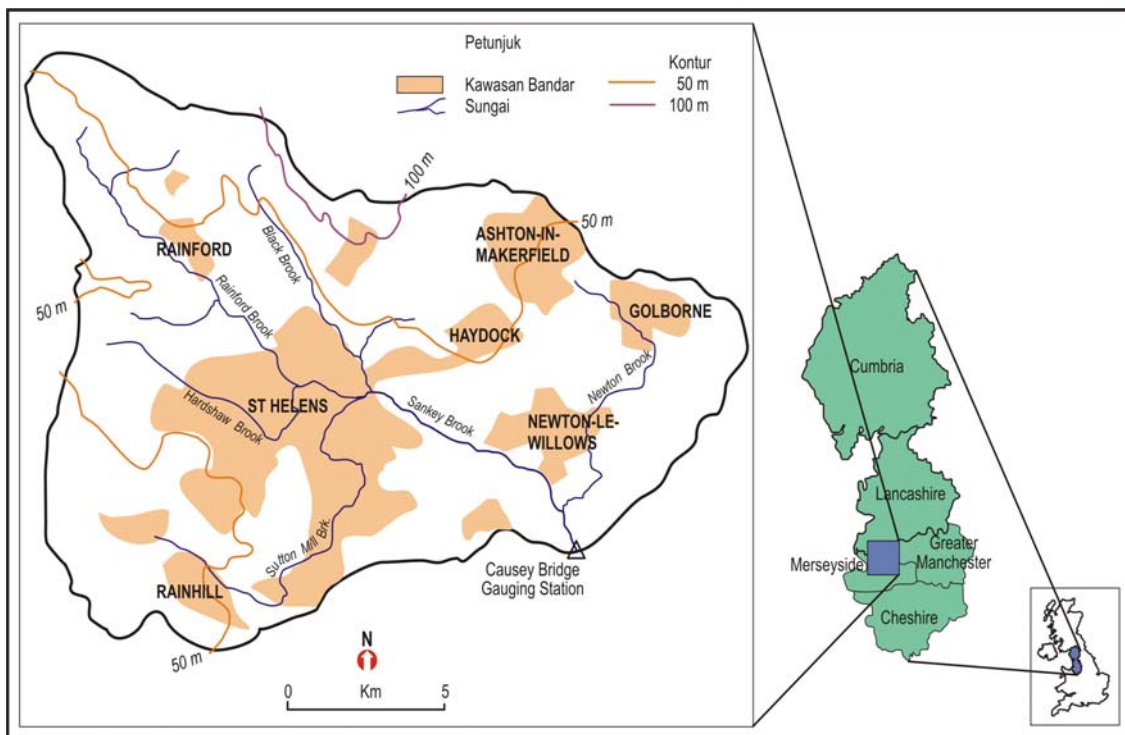 Petunjuk
Kawasan Bandar
Sungai
Kontur
50 m
100 m
100 m
50 m
ASHTON-IN-
MAKERFIELD
RAINFORD
Black Brook
Rainford Brook
50 m
GOLBORNE
HAYDOCK
Newton Brook
ST HELENS
Hardshaw Brook
Sankey Brook
NEWTON-LE-
WILLOWS
Sutton Mill Brk.
RAINHILL
Causey Bridge
Gauging Station
50 m
N
0 Km 5
Cumbria
Lancashire
Merseyside
Greater
Manchester
Cheshire